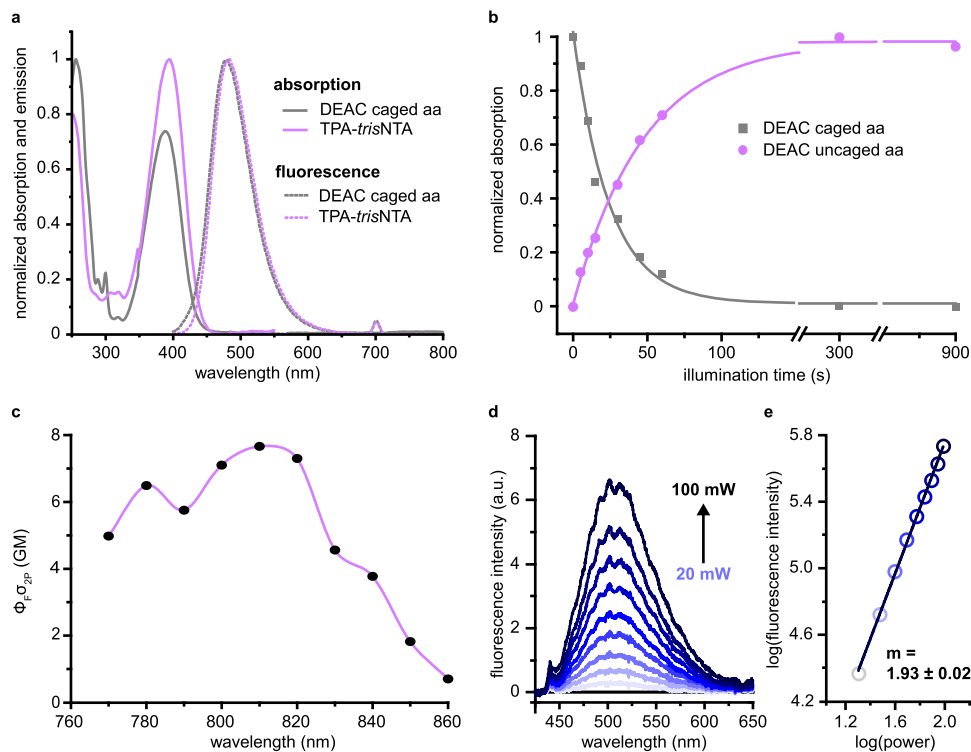 a
normalized absorption and emission
1
0.8
0.6
0.4
0.2
0
absorption
DEAC caged aa
TPA-trisNTA
fluorescence
DEAC caged aa
TPA-trisNTA
300 400 500 600 700 800
wavelength (nm)
b
normalized absorption
1
0.8
0.6
0.4
0.2
0
DEAC caged aa
DEAC uncaged aa
0 50 100 300 900
illumination time (s)
c
Φ_F σ_2P (GM)
8
6
4
2
0
760 780 800 820 840 860
wavelength (nm)
d
fluorescence intensity (a.u.)
8
6
4
2
0
100 mW
20 mW
450 500 550 600 650
wavelength (nm)
e
log(fluorescence intensity)
5.8
5.4
5.0
4.6
4.2
m =
1.93 ± 0.02
1.2 1.6 2.0
log(power)